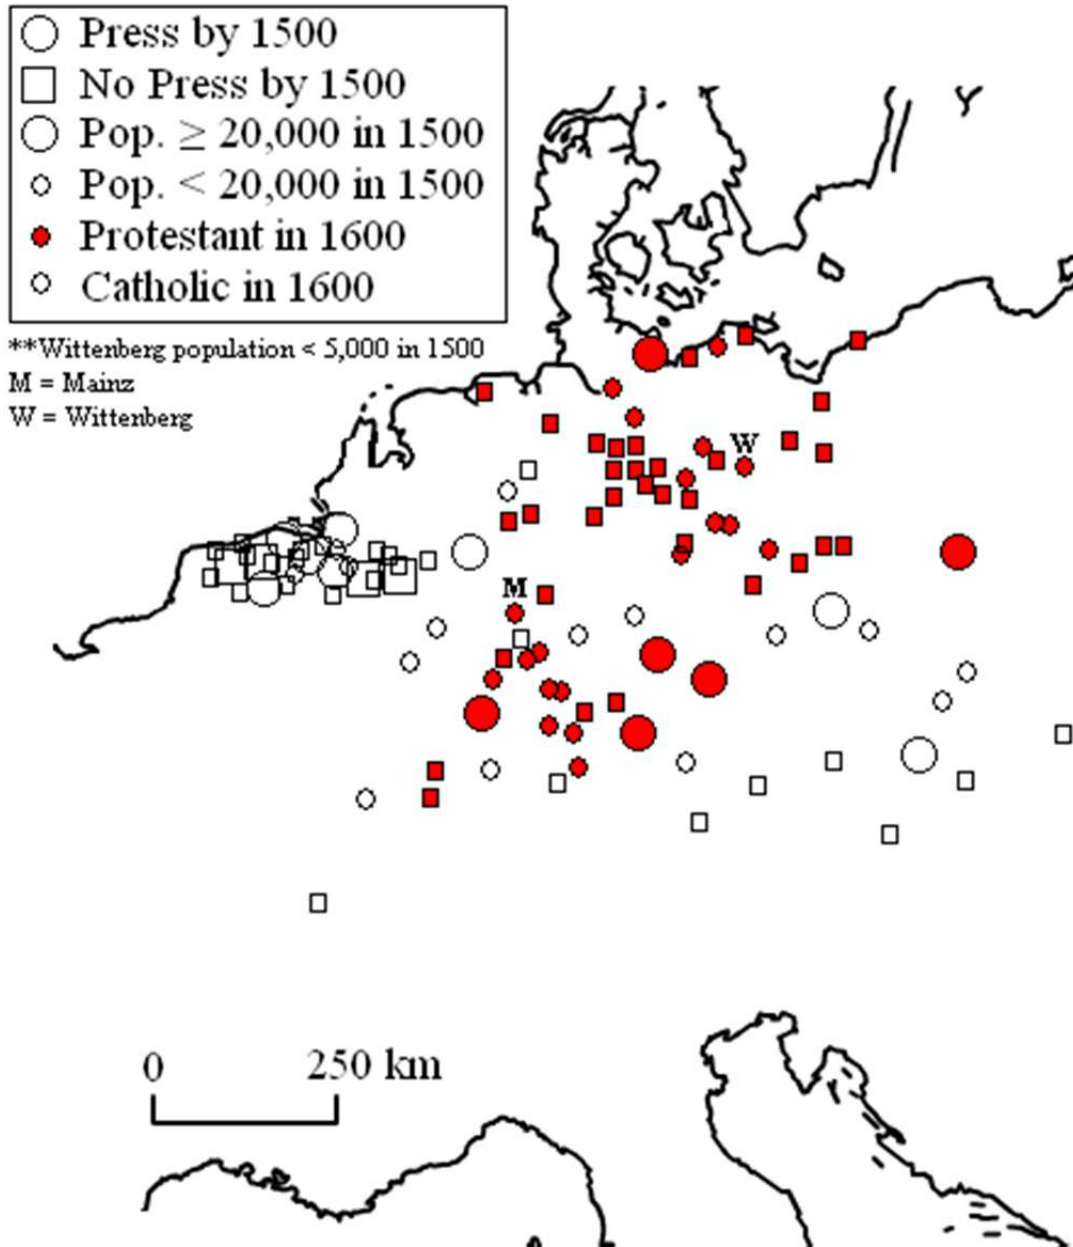 Press by 1500
No Press by 1500
Pop. ≥ 20,000 in 1500
Pop. < 20,000 in 1500
Protestant in 1600
Catholic in 1600
**Wittenberg population < 5,000 in 1500
M = Mainz
W = Wittenberg
W
M
0 250 km